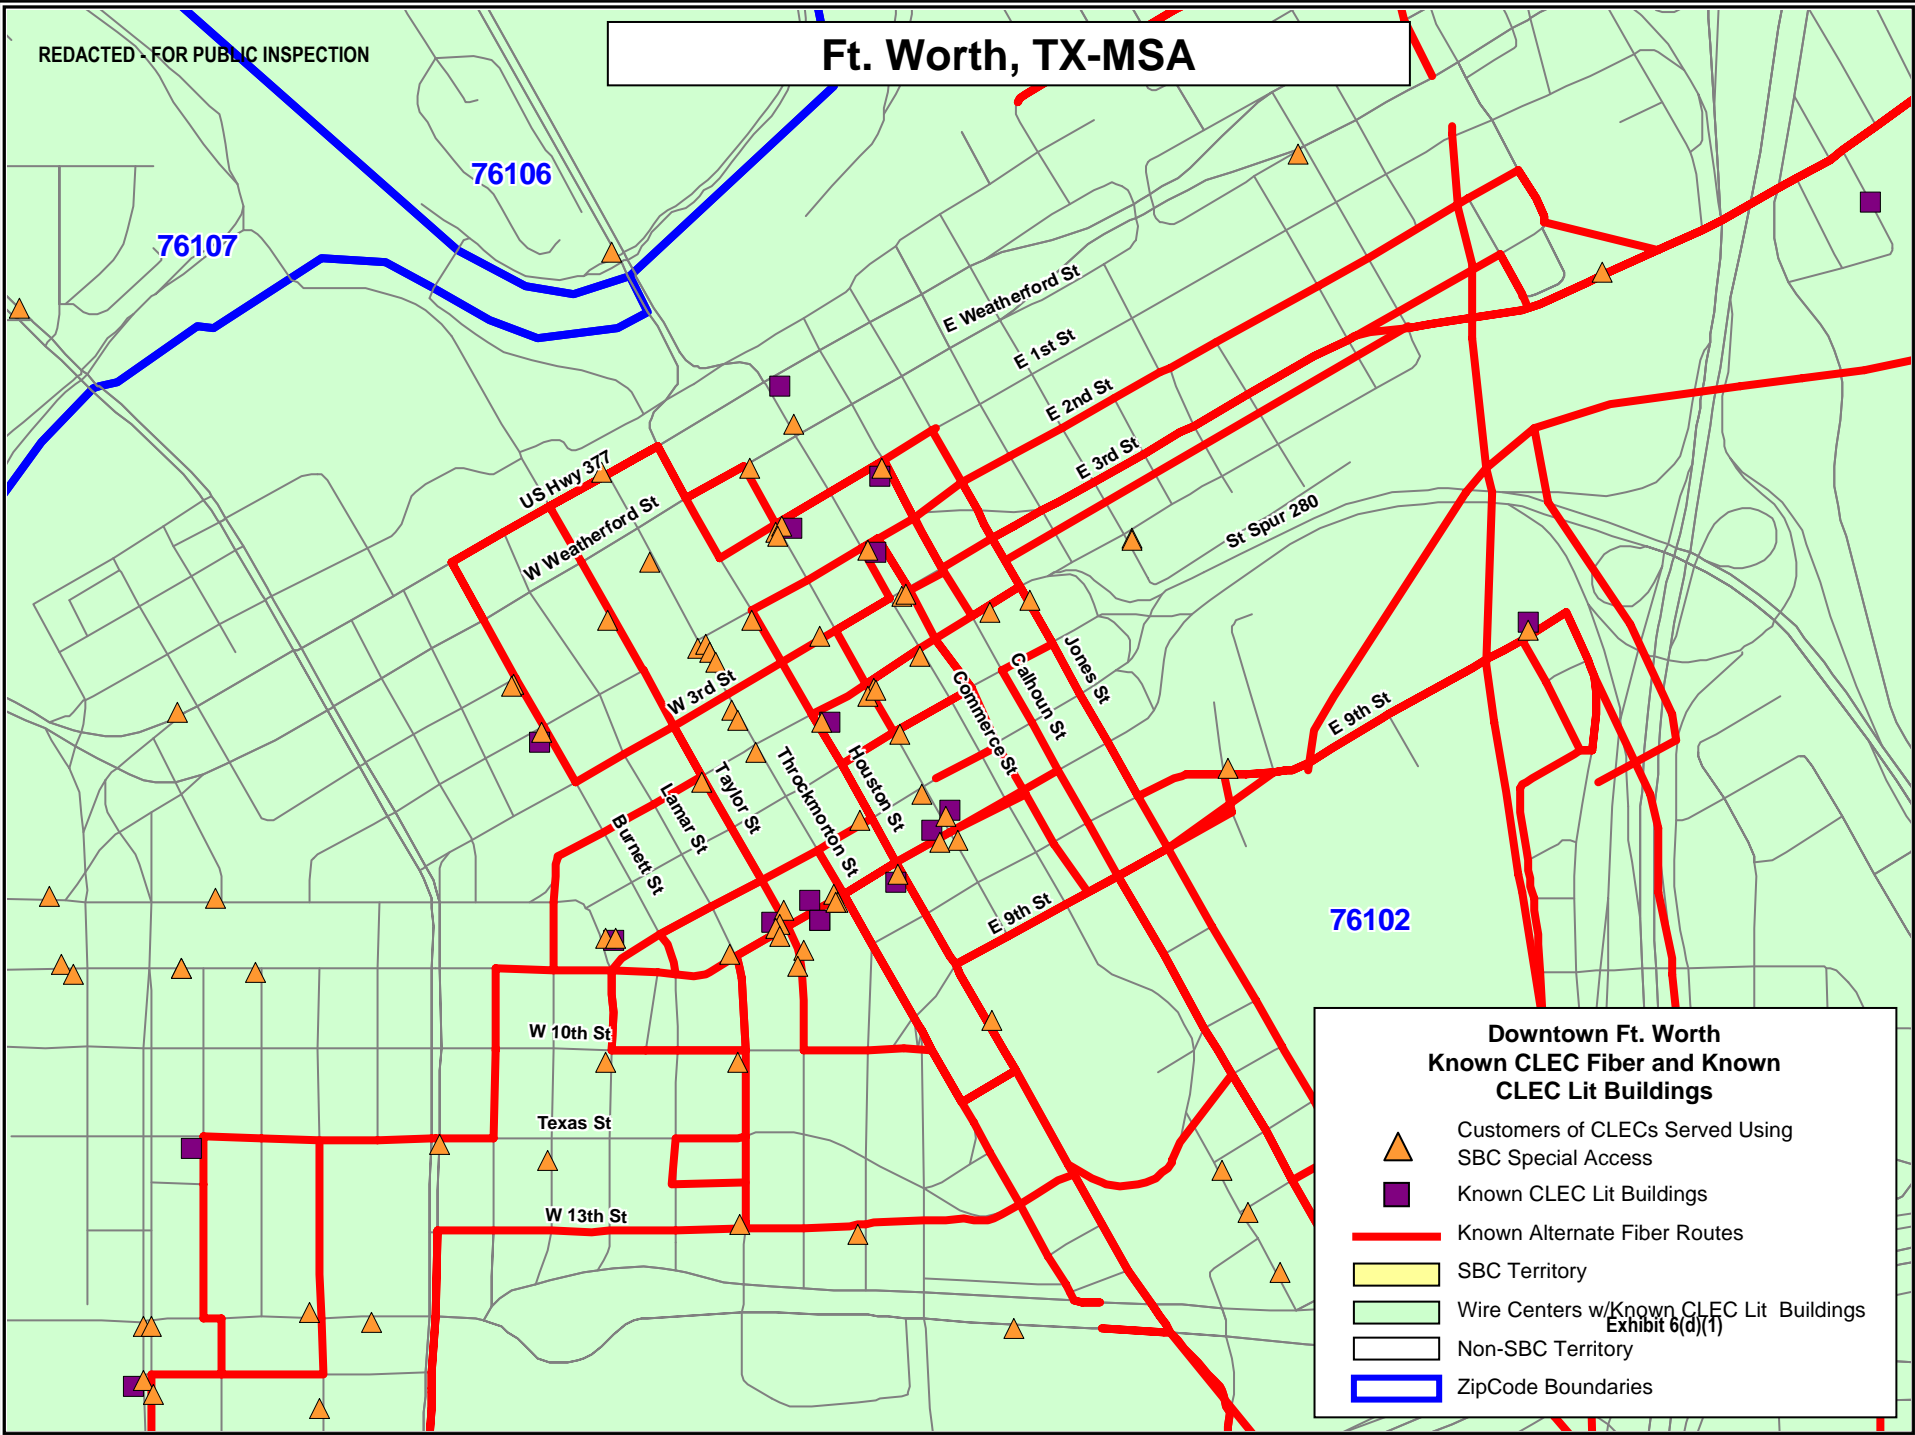 REDACTED - FOR PUBLIC INSPECTION
Ft. Worth, TX-MSA
76106
76107
E Weatherford St
E 1st St
E 2nd St
E 3rd St
US Hwy 377
W Weatherford St
St Spur 280
W 3rd St
Jones St
Calhoun St
Commerce St
E 9th St
Houston St
Throckmorton St
Taylor St
Lamar St
Burnett St
E 9th St
76102
W 10th St
Texas St
W 13th St
Downtown Ft. Worth
Known CLEC Fiber and Known
CLEC Lit Buildings
Customers of CLECs Served Using
SBC Special Access
Known CLEC Lit Buildings
Known Alternate Fiber Routes
SBC Territory
Wire Centers w/Known CLEC Lit Buildings
Exhibit 6(d)(1)
Non-SBC Territory
ZipCode Boundaries